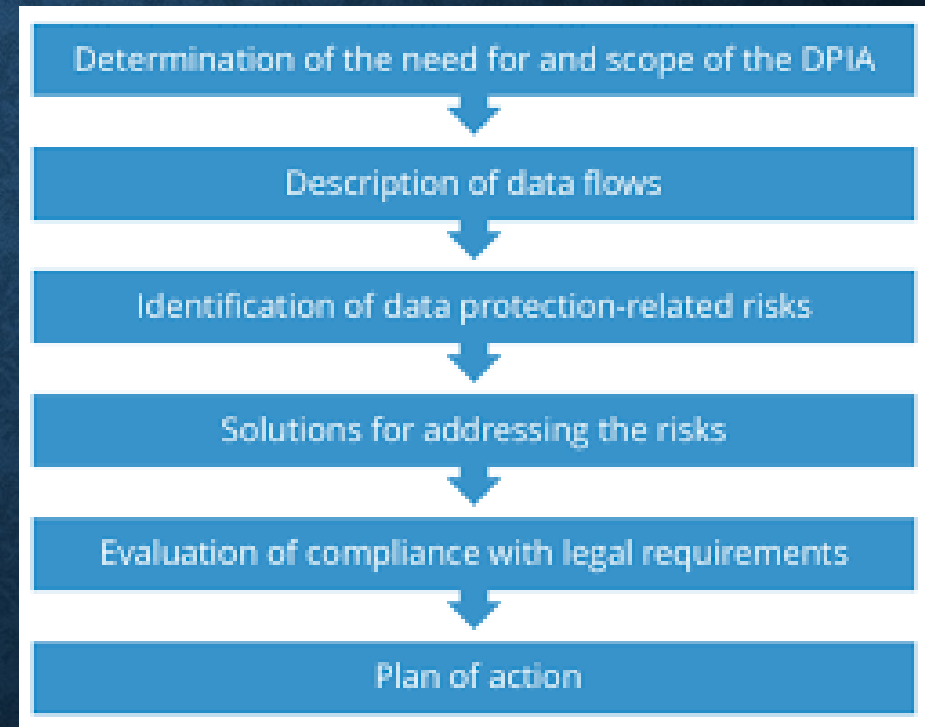 Determination of the need for and scope of the DPIA
Description of data flows
Identification of data protection-related risks
Solutions for addressing the risks
Evaluation of compliance with legal requirements
Plan of action